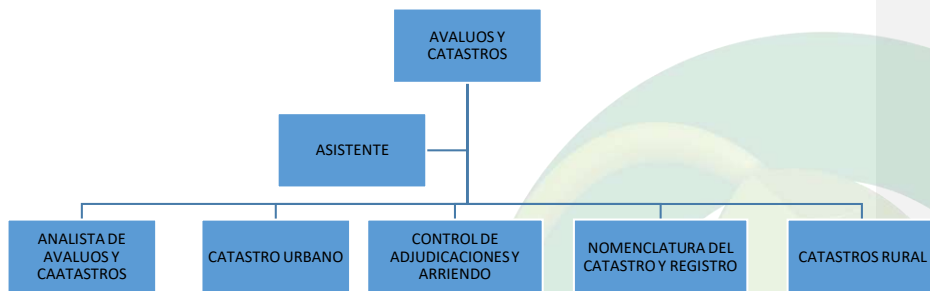 AVALUOS Y
CATASTROS
ASISTENTE
ANALISTA DE
AVALUOS Y
CAATASTROS
CATASTRO URBANO
CONTROL DE
ADJUDICACIONES Y
ARRIENDO
NOMENCLATURA DEL
CATASTRO Y REGISTRO
CATASTROS RURAL